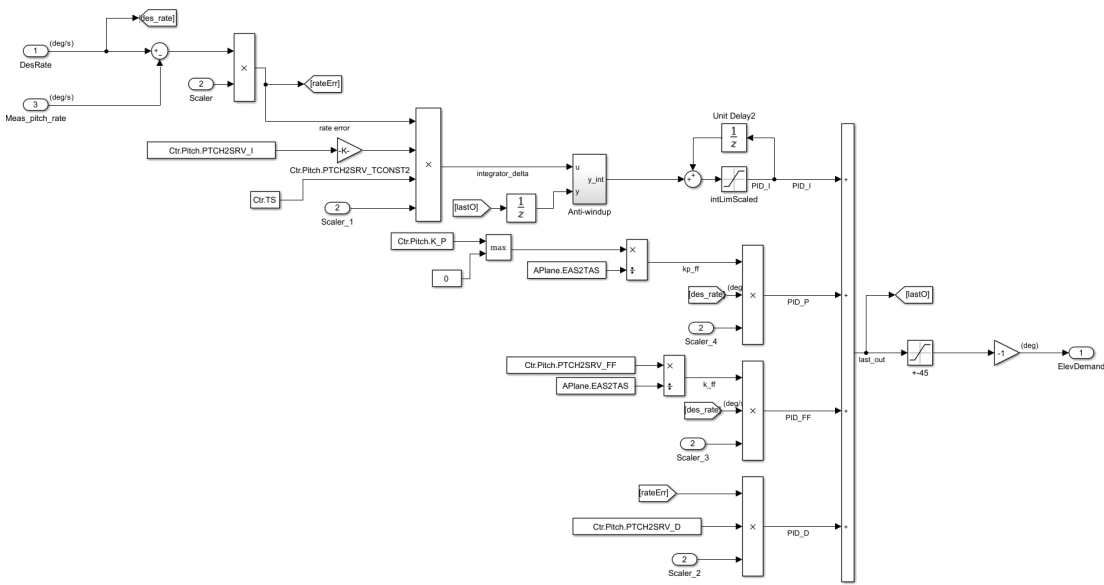 [des_rate]
(deg/s)
1
DesRate
+
-
×
2
Scaler
[rateErr]
(deg/s)
3
Meas_pitch_rate
rate error
Ctr.Pitch.PTCH2SRV_I
-K-
Ctr.Pitch.PTCH2SRV_TCONST2
×
Ctr.TS
2
Scaler_1
integrator_delta
[lastO]
1
z
u
y
y_int
Anti-windup
Unit Delay2
1
z
+
+
intLimScaled
PID_I
PID_I
+
Ctr.Pitch.K_P
0
max
APlane.EAS2TAS
×
÷
kp_ff
[des_rate]
(deg
2
Scaler_4
×
PID_P
+
Ctr.Pitch.PTCH2SRV_FF
APlane.EAS2TAS
×
÷
k_ff
[des_rate]
(deg/s
2
Scaler_3
×
PID_FF
+
[rateErr]
Ctr.Pitch.PTCH2SRV_D
2
Scaler_2
×
PID_D
+
[lastO]
last_out
+-45
-1
(deg)
1
ElevDemand